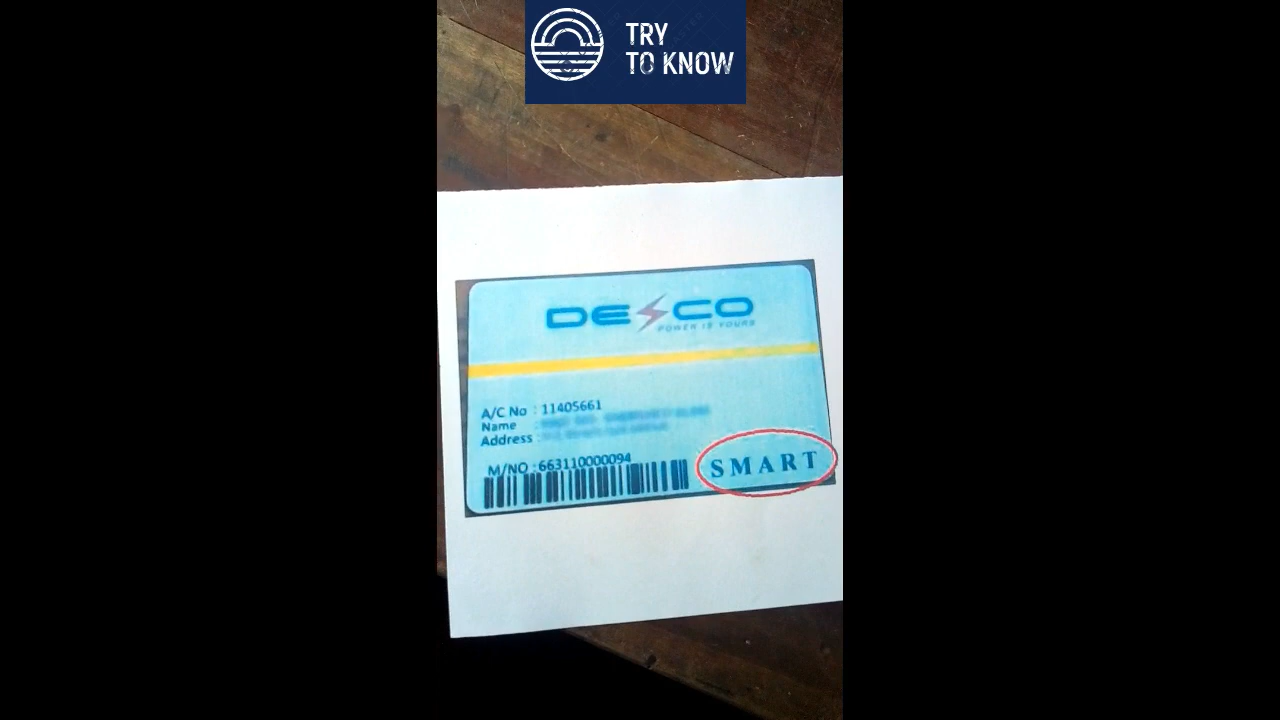 TRY
TO KNOW
DESCO
POWER IS YOURS
A/C No : 11405661
Name :
Address :
M/NO : 663110000094
SMART